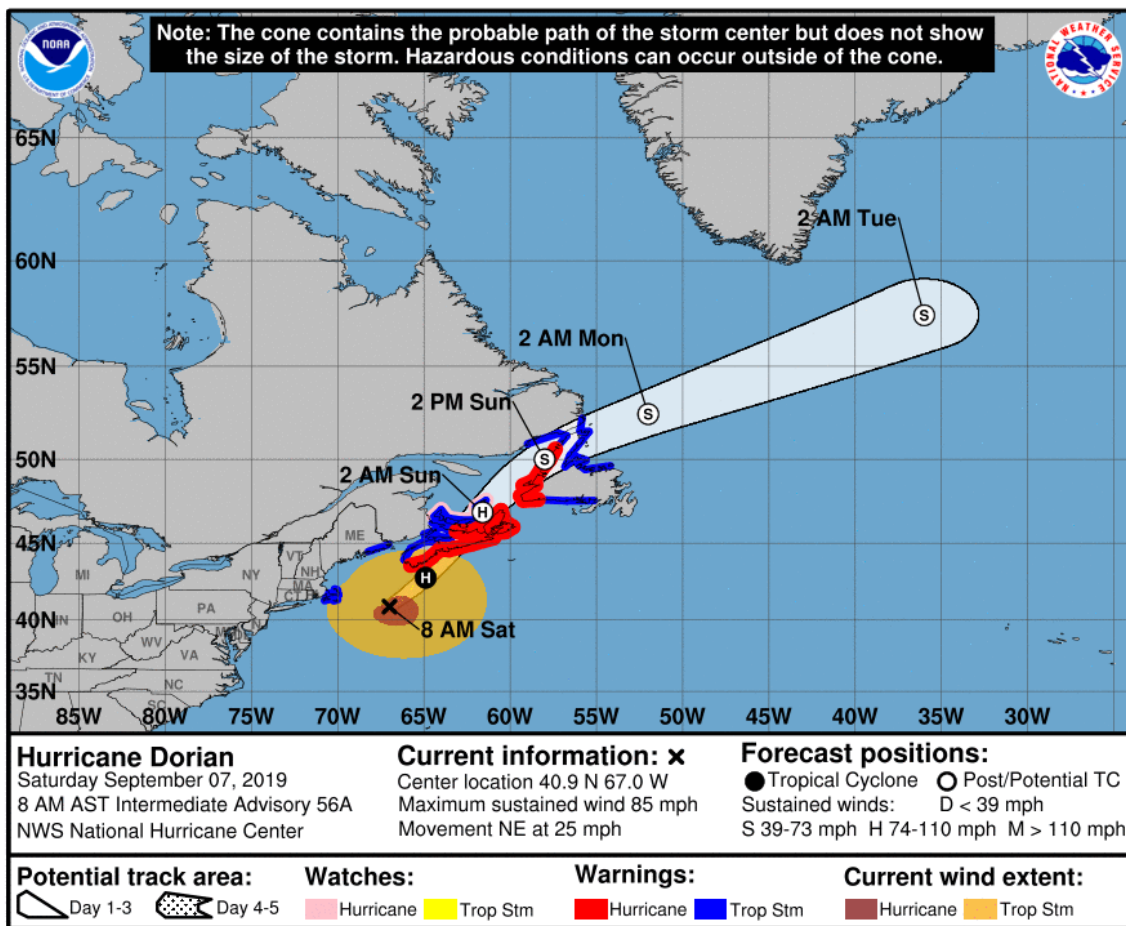 Note: The cone contains the probable path of the storm center but does not show
the size of the storm. Hazardous conditions can occur outside of the cone.
NOAA
NATIONAL WEATHER SERVICE
65N
2 AM Tue
60N
S
55N
2 AM Mon
S
2 PM Sun
50N
S
2 AM Sun
H
45N
ME
VT
NH
MI
NY
MA
CT
H
40N
IN
OH
PA
8 AM Sat
WV
KY
VA
35N
TN
NC
SC
85W 80W 75W 70W 65W 60W 55W 50W 45W 40W 35W 30W
Hurricane Dorian
Saturday September 07, 2019
8 AM AST Intermediate Advisory 56A
NWS National Hurricane Center
Current information: ×
Center location 40.9 N 67.0 W
Maximum sustained wind 85 mph
Movement NE at 25 mph
Forecast positions:
Tropical Cyclone Post/Potential TC
Sustained winds: D < 39 mph
S 39-73 mph H 74-110 mph M > 110 mph
Potential track area:
Day 1-3 Day 4-5
Watches:
Hurricane Trop Stm
Warnings:
Hurricane Trop Stm
Current wind extent:
Hurricane Trop Stm